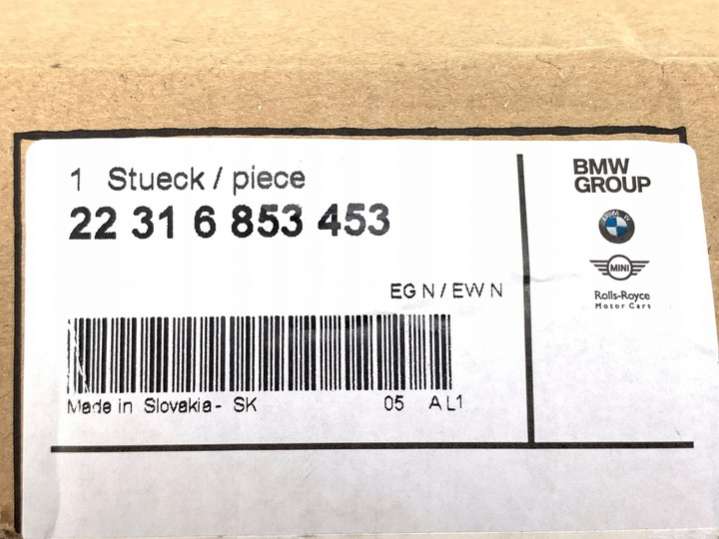 1 Stueck / piece
22 31 6 853 453
EG N / EW N
Made in Slovakia - SK 05 A L1
BMW
GROUP
MINI
Rolls-Royce
Motor Cars